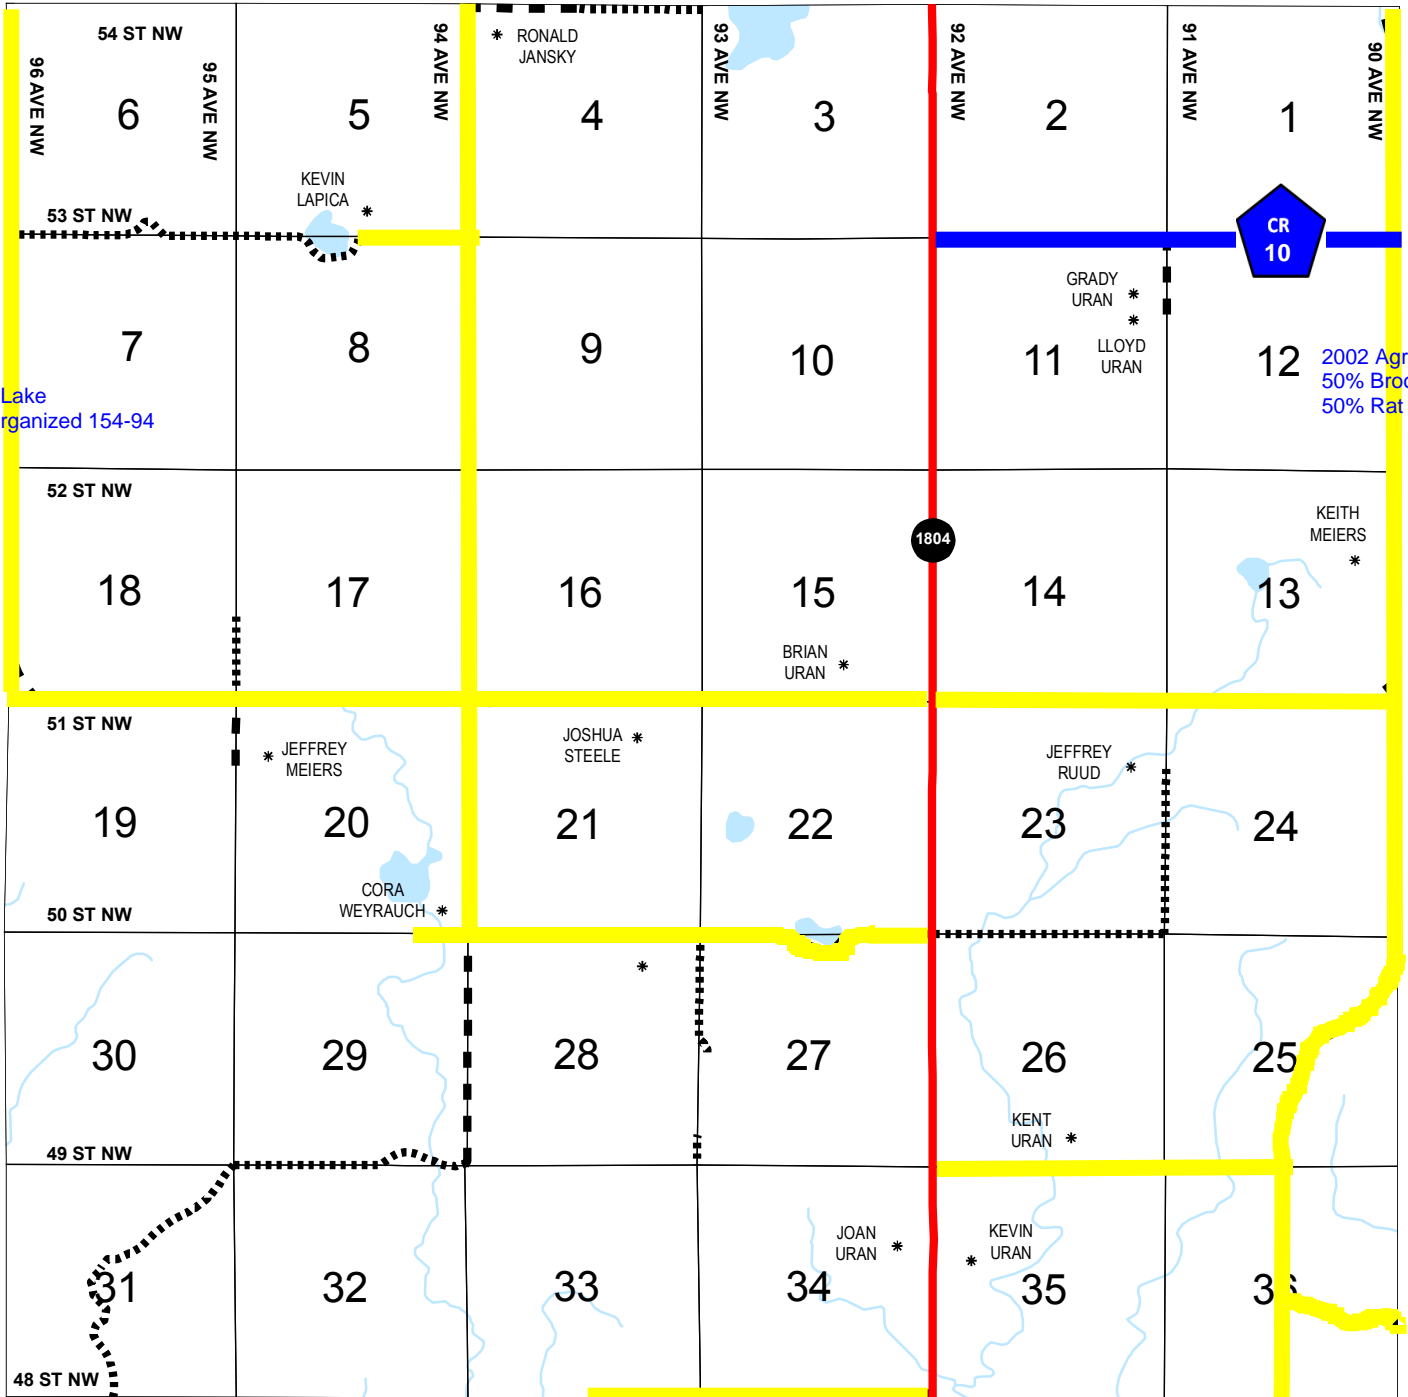 54 ST NW
96 AVE NW
95 AVE NW
94 AVE NW
RONALD
JANSKY
93 AVE NW
92 AVE NW
91 AVE NW
90 AVE NW
6
5
4
3
2
1
KEVIN
LAPICA
53 ST NW
CR
10
GRADY
URAN
LLOYD
URAN
7
8
9
10
11
12
2002 Agr
50% Broo
50% Rat
Lake
rganized 154-94
52 ST NW
KEITH
MEIERS
1804
18
17
16
15
14
13
BRIAN
URAN
51 ST NW
JEFFREY
MEIERS
JOSHUA
STEELE
JEFFREY
RUUD
19
20
21
22
23
24
CORA
WEYRAUCH
50 ST NW
30
29
28
27
26
25
KENT
URAN
49 ST NW
JOAN
URAN
KEVIN
URAN
31
32
33
34
35
36
48 ST NW